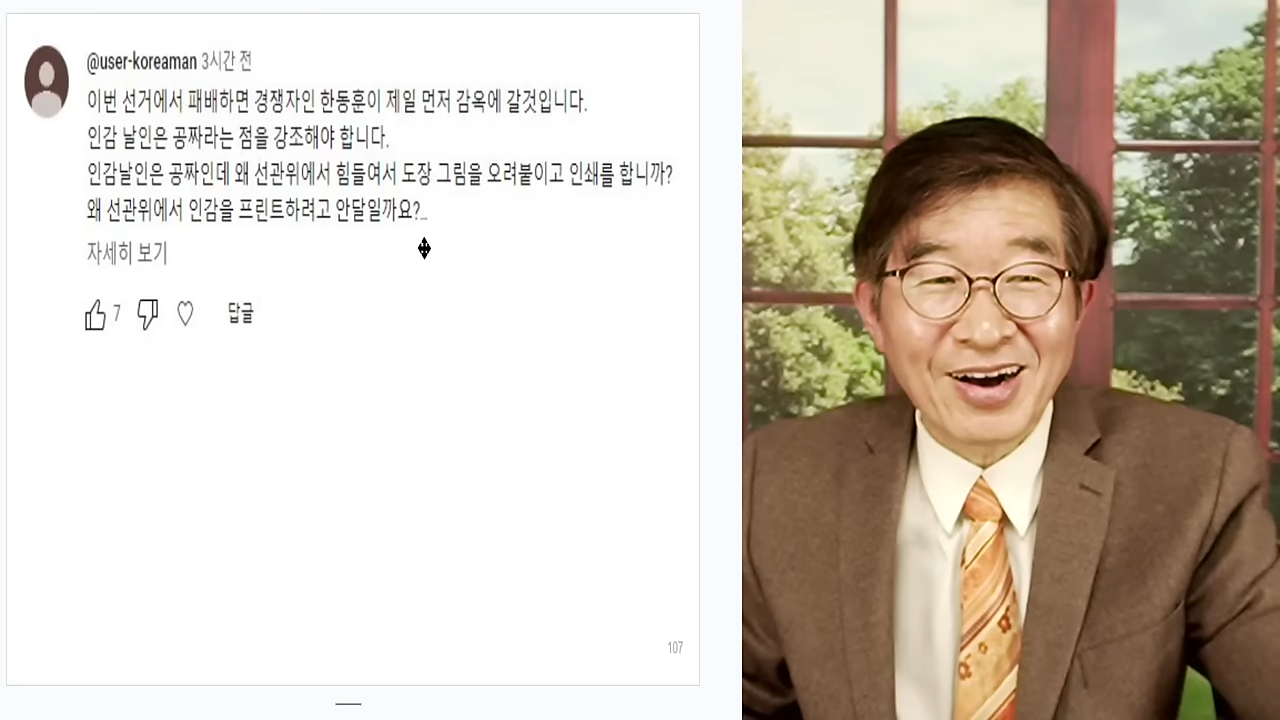 @user-koreaman 3시간 전
이번 선거에서 패배하면 경쟁자인 한동훈이 제일 먼저 감옥에 갈것입니다.
인감 날인은 공짜라는 점을 강조해야 합니다.
인감날인은 공짜인데 왜 선관위에서 힘들여서 도장 그림을 오려붙이고 인쇄를 합니까?
왜 선관위에서 인감을 프린트하려고 안달일까요?...
자세히 보기
7 답글
107